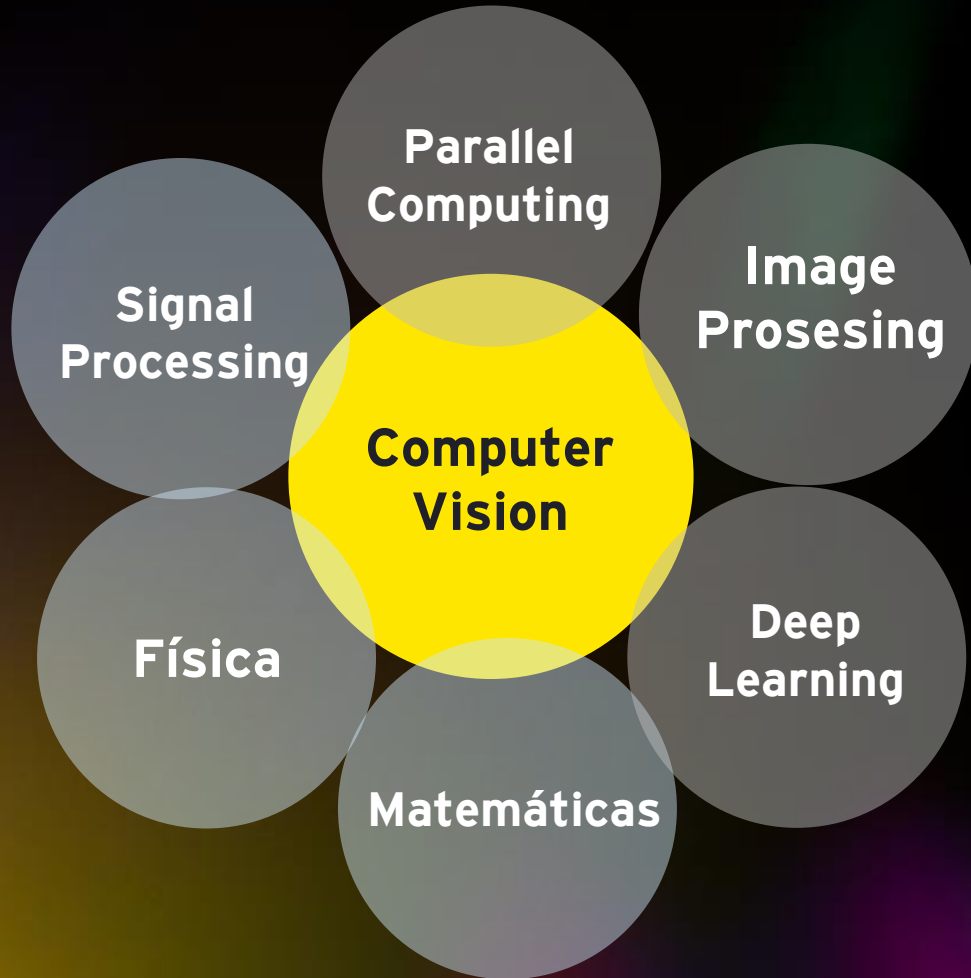 Parallel
Computing
Image
Prosesing
Signal
Processing
Computer
Vision
Deep
Learning
Física
Matemáticas